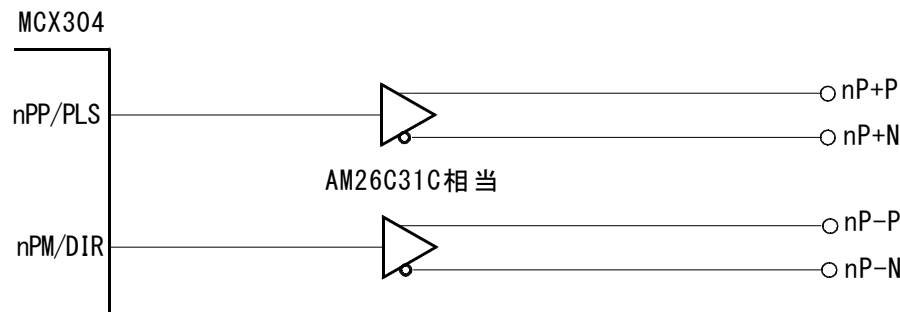 MCX304
nPP/PLS
nP+P
nP+N
AM26C31C相当
nPM/DIR
nP-P
nP-N